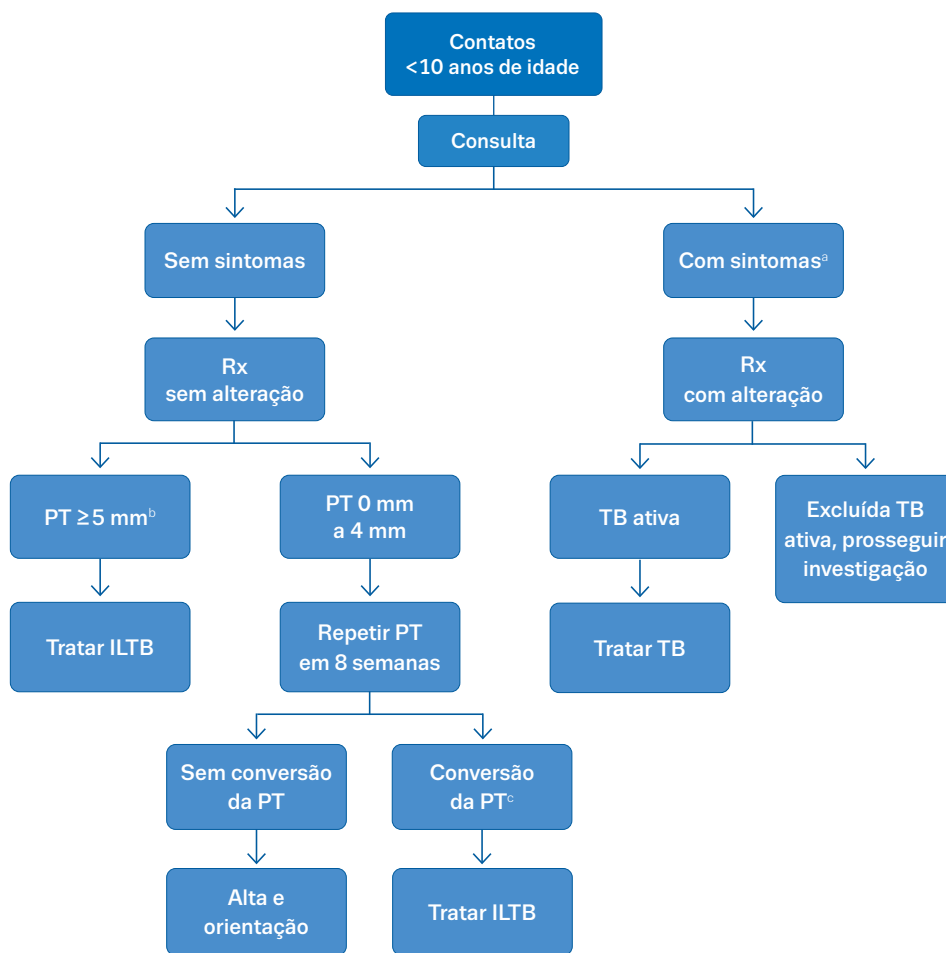 Contatos
<10 anos de idade
Consulta
Sem sintomas
Com sintomasᵃ
Rx
sem alteração
Rx
com alteração
PT ≥5 mmᵇ
PT 0 mm
a 4 mm
TB ativa
Excluída TB
ativa, prosseguir
investigação
Tratar ILTB
Repetir PT
em 8 semanas
Tratar TB
Sem conversão
da PT
Conversão
da PTᶜ
Alta e
orientação
Tratar ILTB